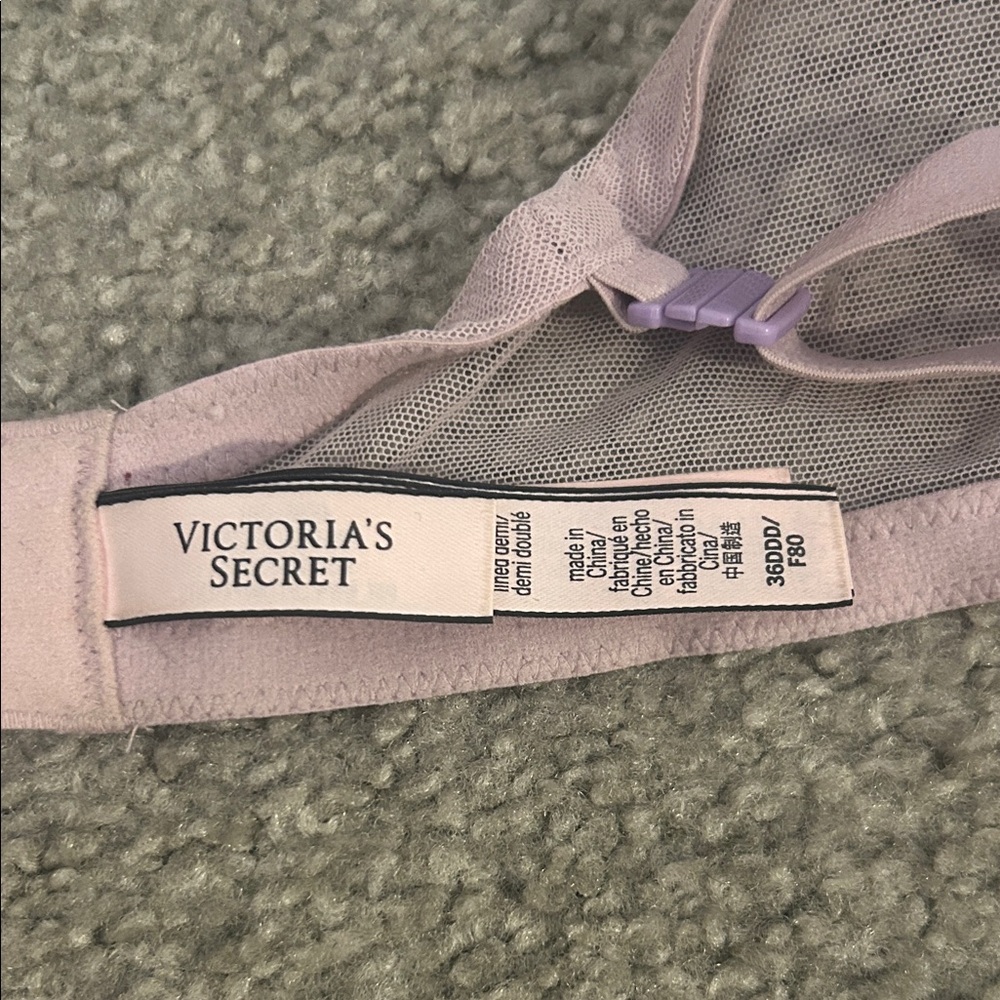 VICTORIA'S
SECRET
lined demi/
demi doublé
made in
China/
fabriqué en
Chine/hecho
en China/
fabbricato in
Cina/
中国制造
36DDD/
F80